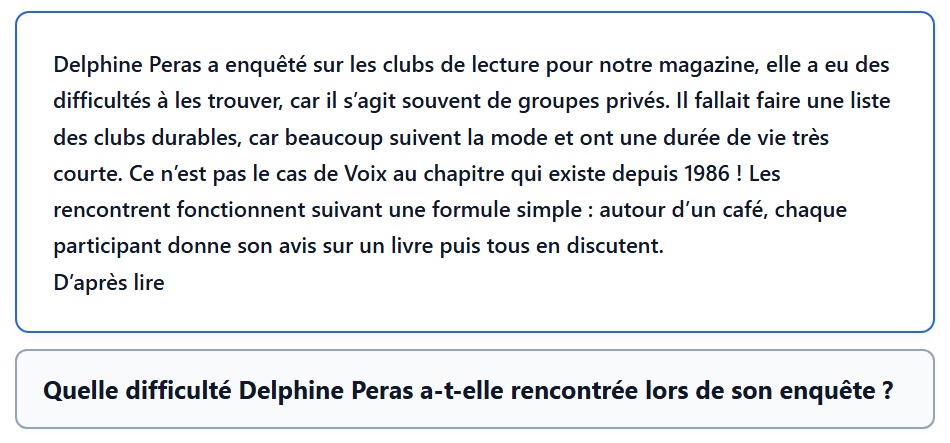 Delphine Peras a enquêté sur les clubs de lecture pour notre magazine, elle a eu des
difficultés à les trouver, car il s’agit souvent de groupes privés. Il fallait faire une liste
des clubs durables, car beaucoup suivent la mode et ont une durée de vie très
courte. Ce n’est pas le cas de Voix au chapitre qui existe depuis 1986 ! Les
rencontrent fonctionnent suivant une formule simple : autour d’un café, chaque
participant donne son avis sur un livre puis tous en discutent.
D’après lire
Quelle difficulté Delphine Peras a-t-elle rencontrée lors de son enquête ?